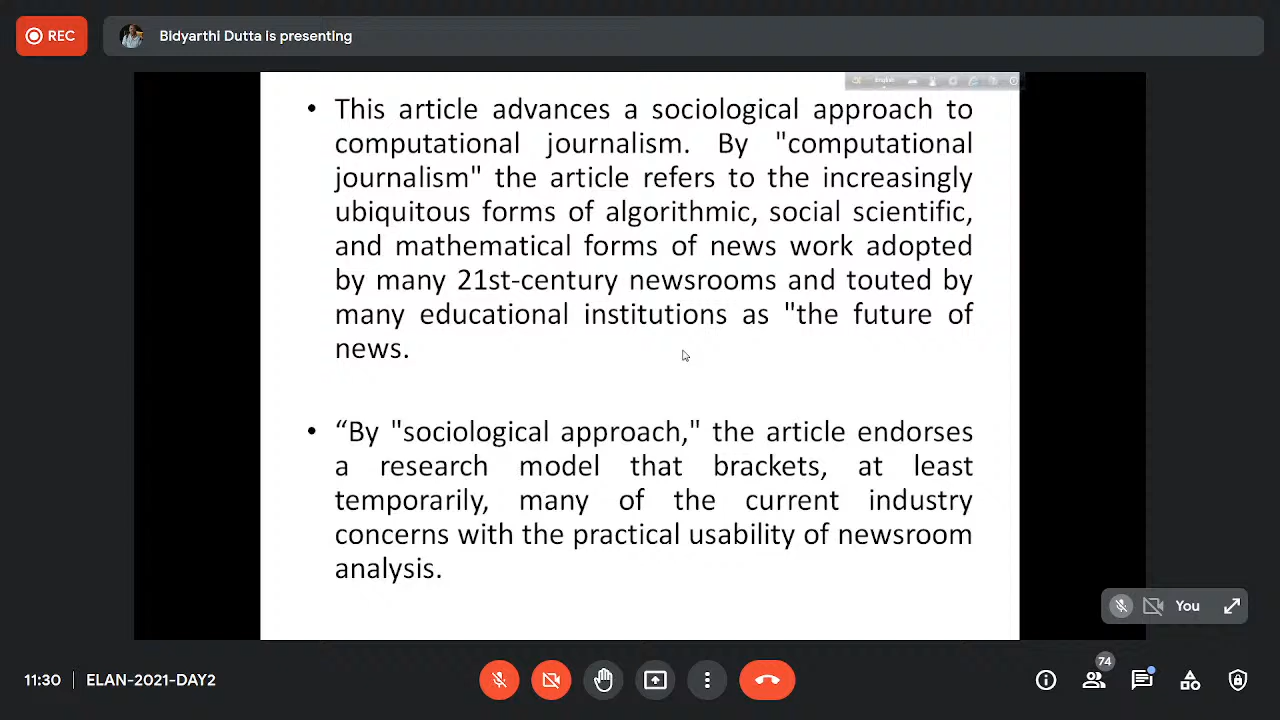 REC
Bidyarthi Dutta is presenting
English
• This article advances a sociological approach to
computational journalism. By "computational
journalism" the article refers to the increasingly
ubiquitous forms of algorithmic, social scientific,
and mathematical forms of news work adopted
by many 21st-century newsrooms and touted by
many educational institutions as "the future of
news.
• “By "sociological approach," the article endorses
a research model that brackets, at least
temporarily, many of the current industry
concerns with the practical usability of newsroom
analysis.
You
74
11:30 | ELAN-2021-DAY2